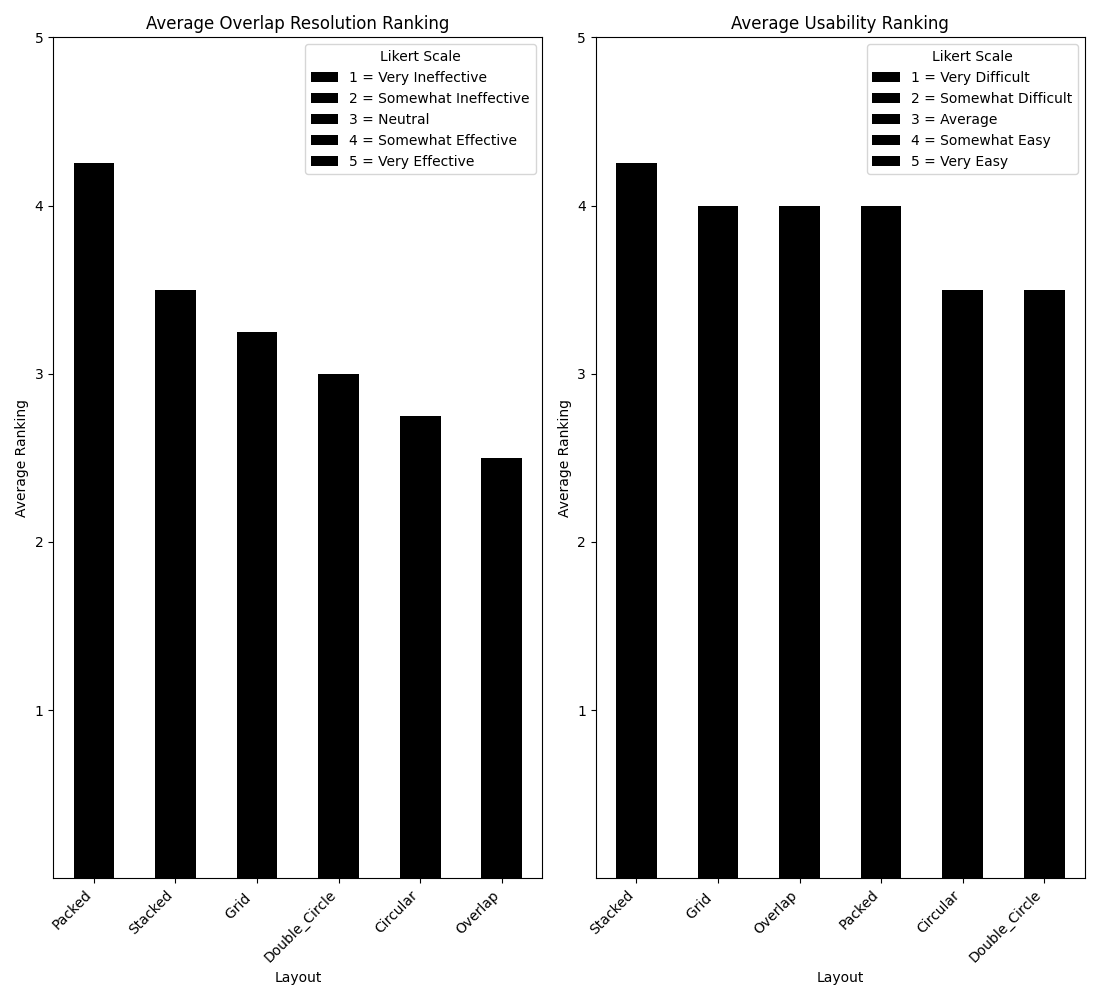 Average Overlap Resolution Ranking
5
4
3
2
1
Average Ranking
Likert Scale
1 = Very Ineffective
2 = Somewhat Ineffective
3 = Neutral
4 = Somewhat Effective
5 = Very Effective
Packed
Stacked
Grid
Double_Circle
Circular
Overlap
Layout
Average Usability Ranking
5
4
3
2
1
Average Ranking
Likert Scale
1 = Very Difficult
2 = Somewhat Difficult
3 = Average
4 = Somewhat Easy
5 = Very Easy
Stacked
Grid
Overlap
Packed
Circular
Double_Circle
Layout